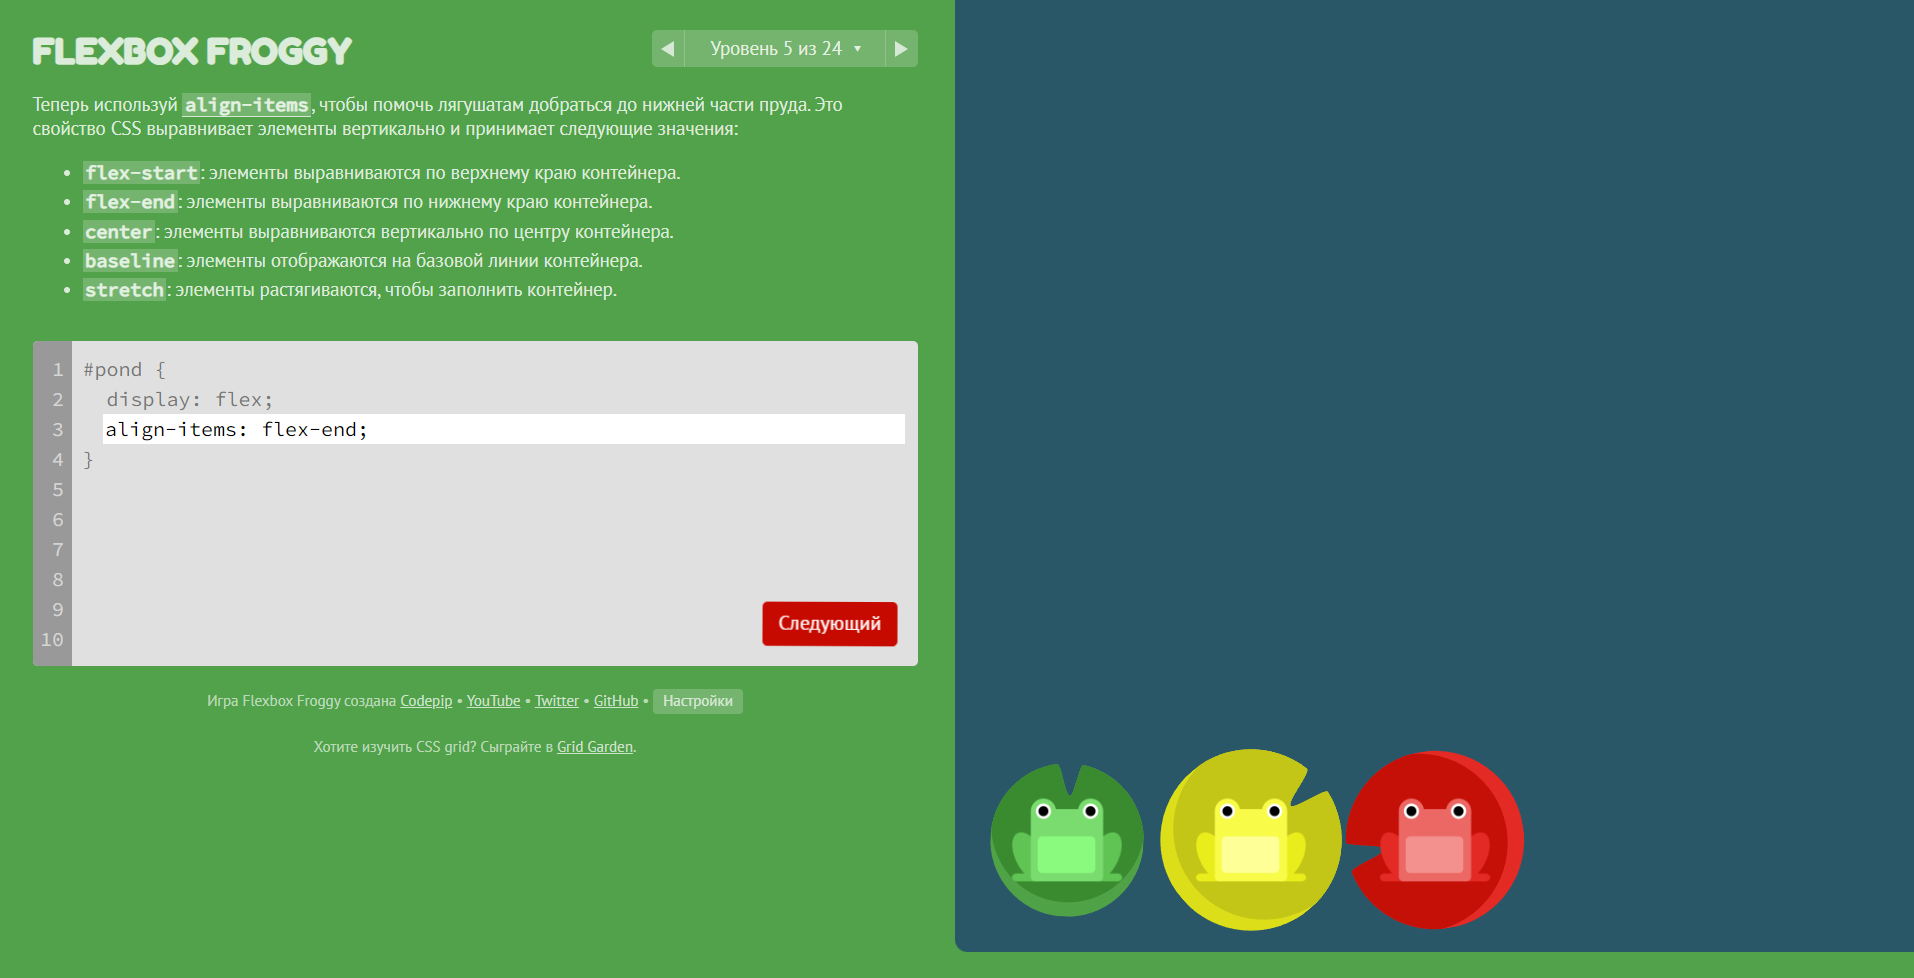 FLEXBOX FROGGY
◀ Уровень 5 из 24 ▼ ▶
Теперь используй align-items, чтобы помочь лягушатам добраться до нижней части пруда. Это
свойство CSS выравнивает элементы вертикально и принимает следующие значения:
• flex-start: элементы выравниваются по верхнему краю контейнера.
• flex-end: элементы выравниваются по нижнему краю контейнера.
• center: элементы выравниваются вертикально по центру контейнера.
• baseline: элементы отображаются на базовой линии контейнера.
• stretch: элементы растягиваются, чтобы заполнить контейнер.
1 #pond {
2 display: flex;
3 align-items: flex-end;
4 }
5
6
7
8
9
10
Следующий
Игра Flexbox Froggy создана Codepip • YouTube • Twitter • GitHub • Настройки
Хотите изучить CSS grid? Сыграйте в Grid Garden.